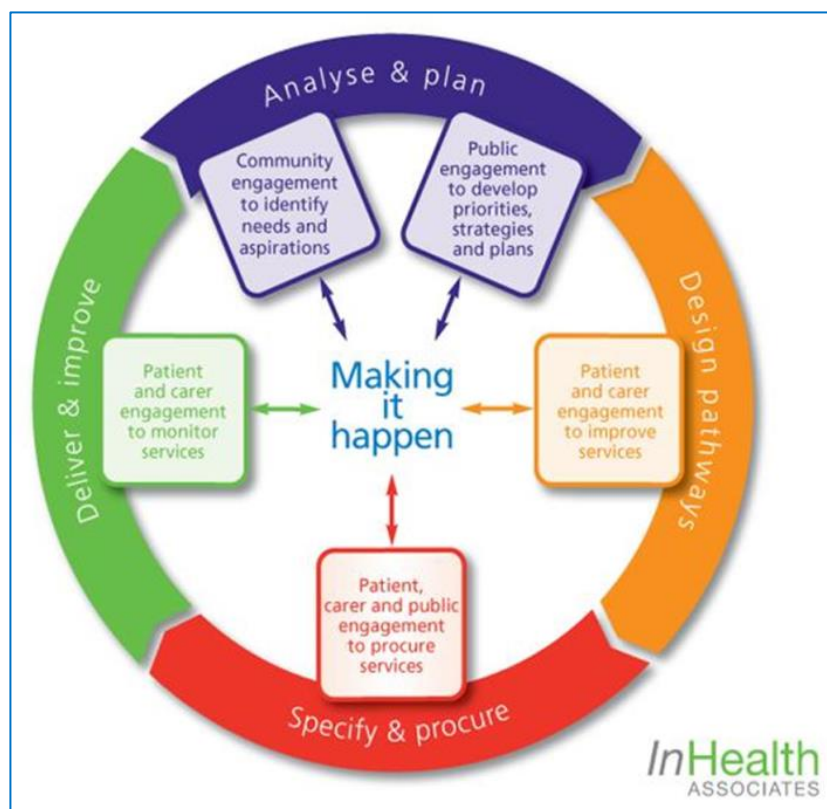 Analyse & plan
Community
engagement
to identify
needs and
aspirations
Public
engagement
to develop
priorities,
strategies
and plans
Design pathways
Patient
and carer
engagement
to improve
services
Specify & procure
Patient,
carer and public
engagement
to procure
services
Deliver & improve
Patient
and carer
engagement
to monitor
services
Making
it
happen
InHealth
ASSOCIATES